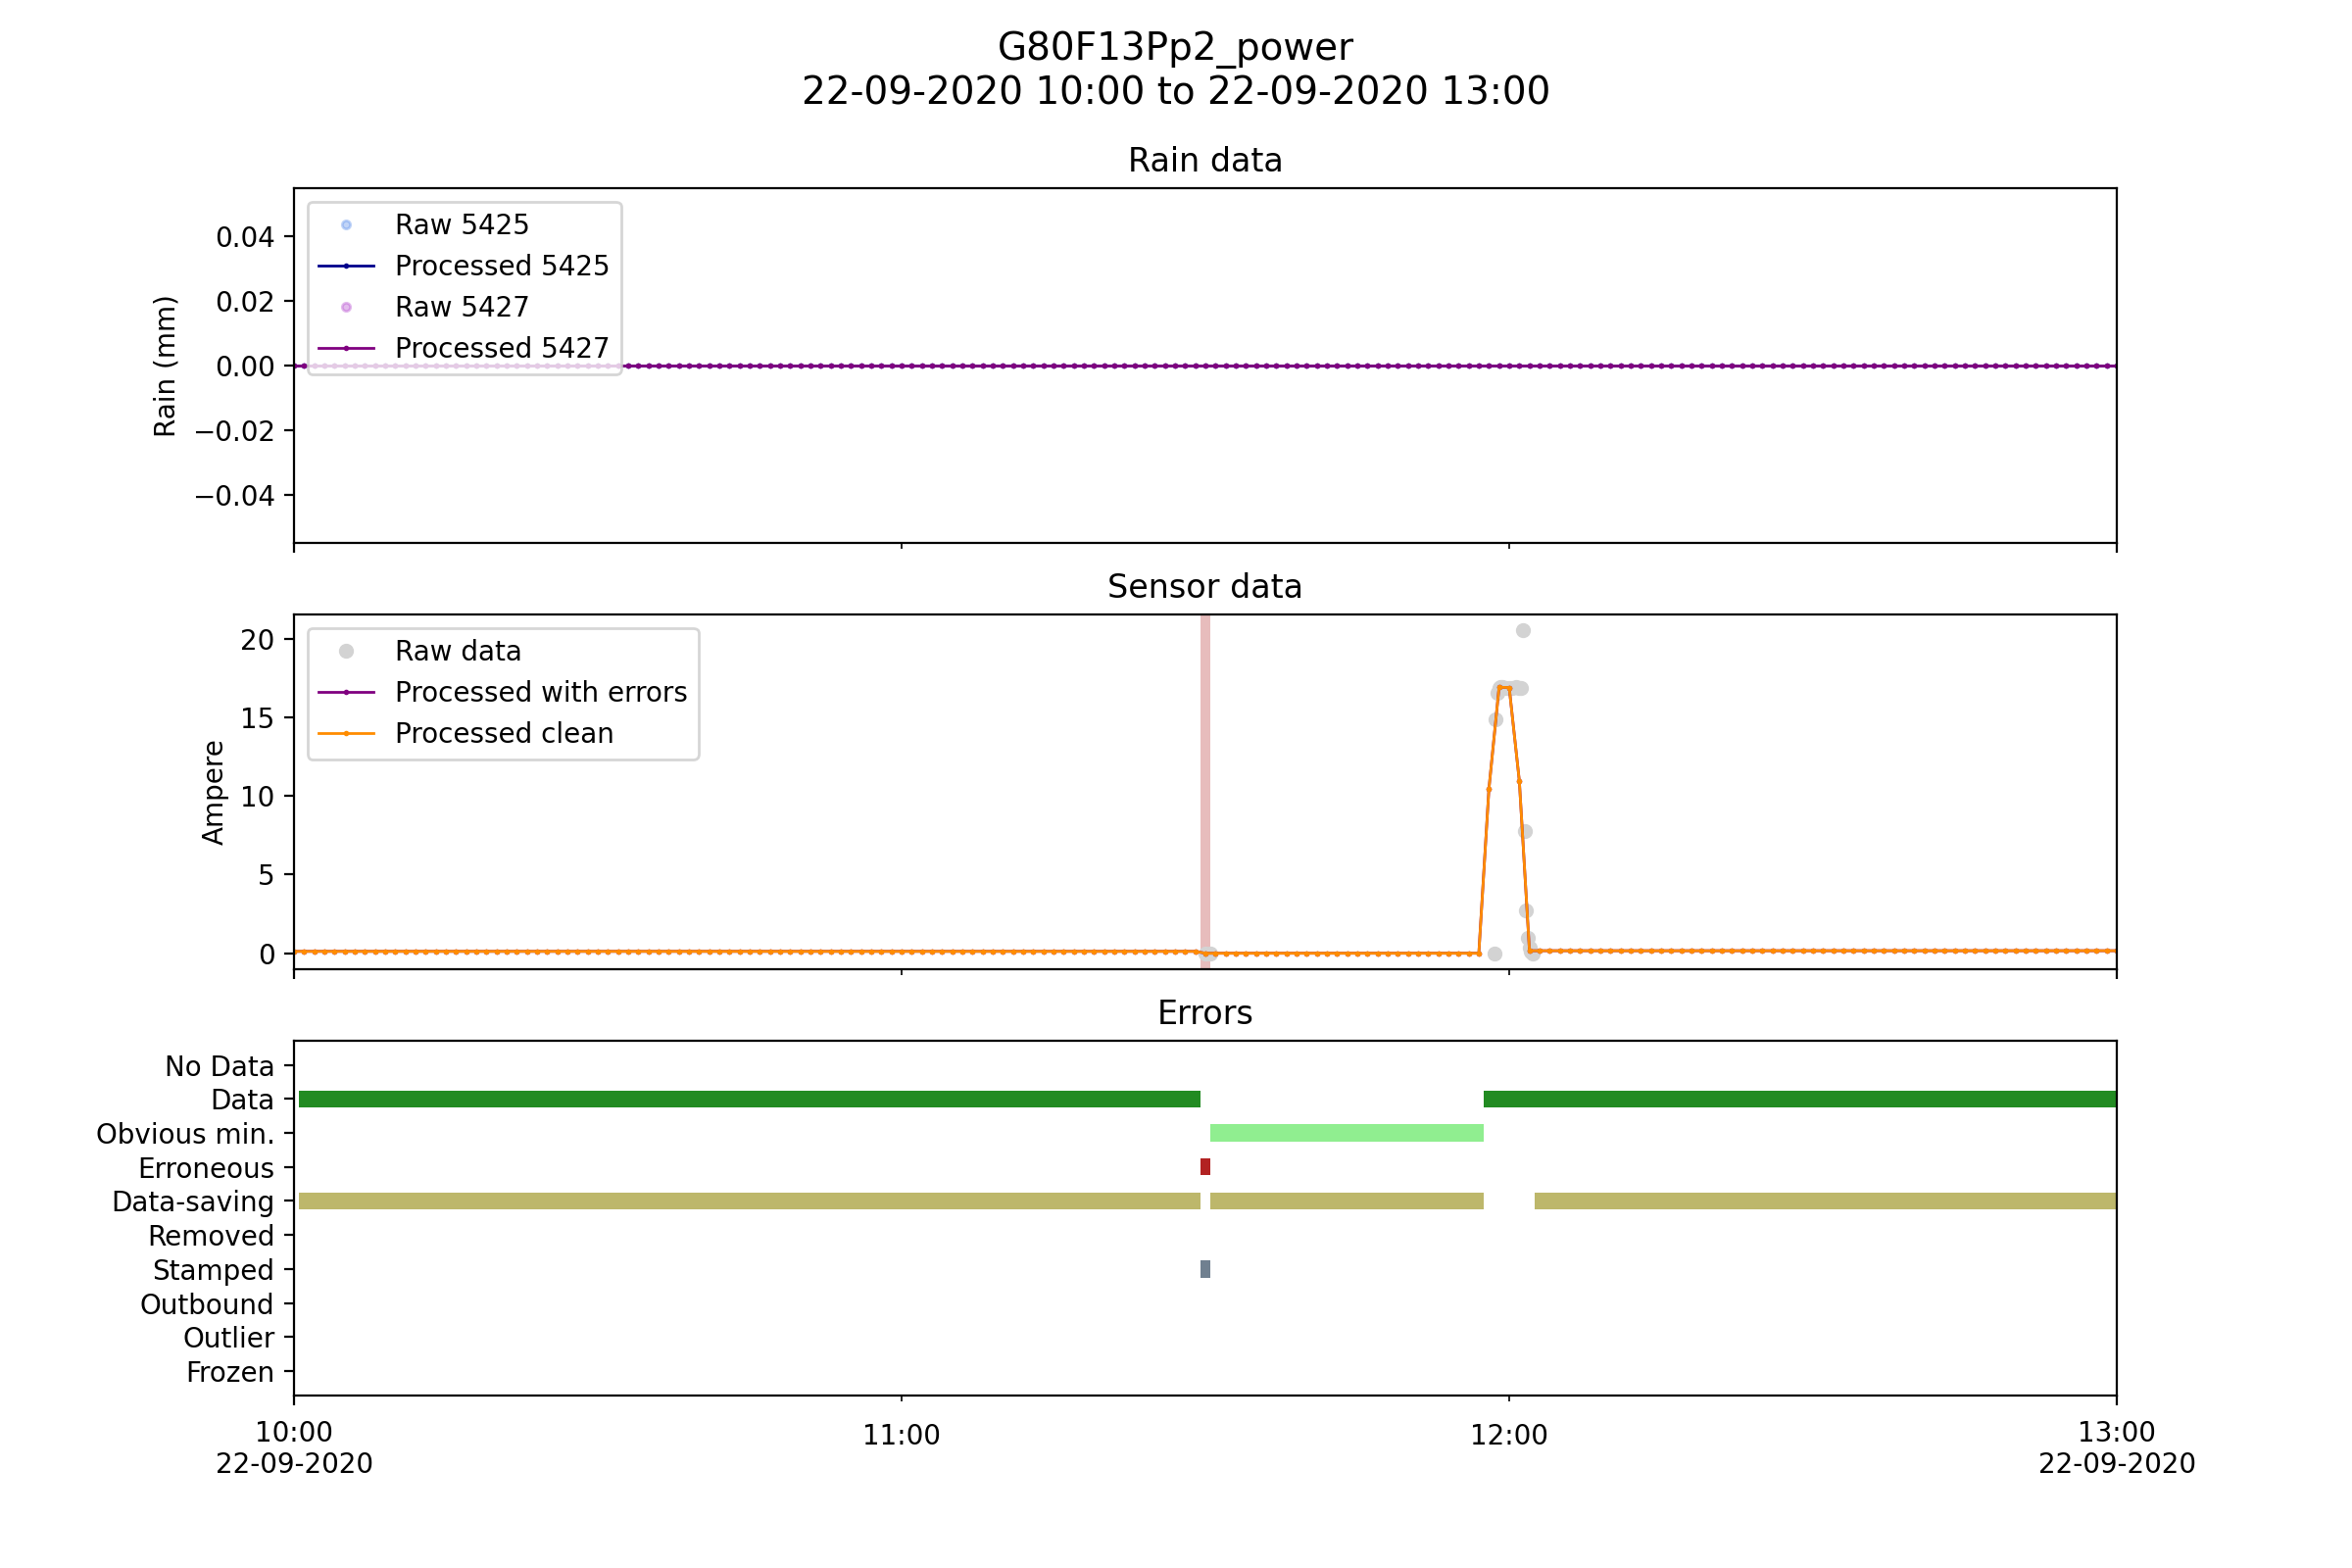 G80F13Pp2_power
22-09-2020 10:00 to 22-09-2020 13:00
Rain data
Rain (mm)
0.04
0.02
0.00
−0.02
−0.04
Raw 5425
Processed 5425
Raw 5427
Processed 5427
Sensor data
Ampere
20
15
10
5
0
Raw data
Processed with errors
Processed clean
Errors
No Data
Data
Obvious min.
Erroneous
Data-saving
Removed
Stamped
Outbound
Outlier
Frozen
10:00
22-09-2020
11:00
12:00
13:00
22-09-2020